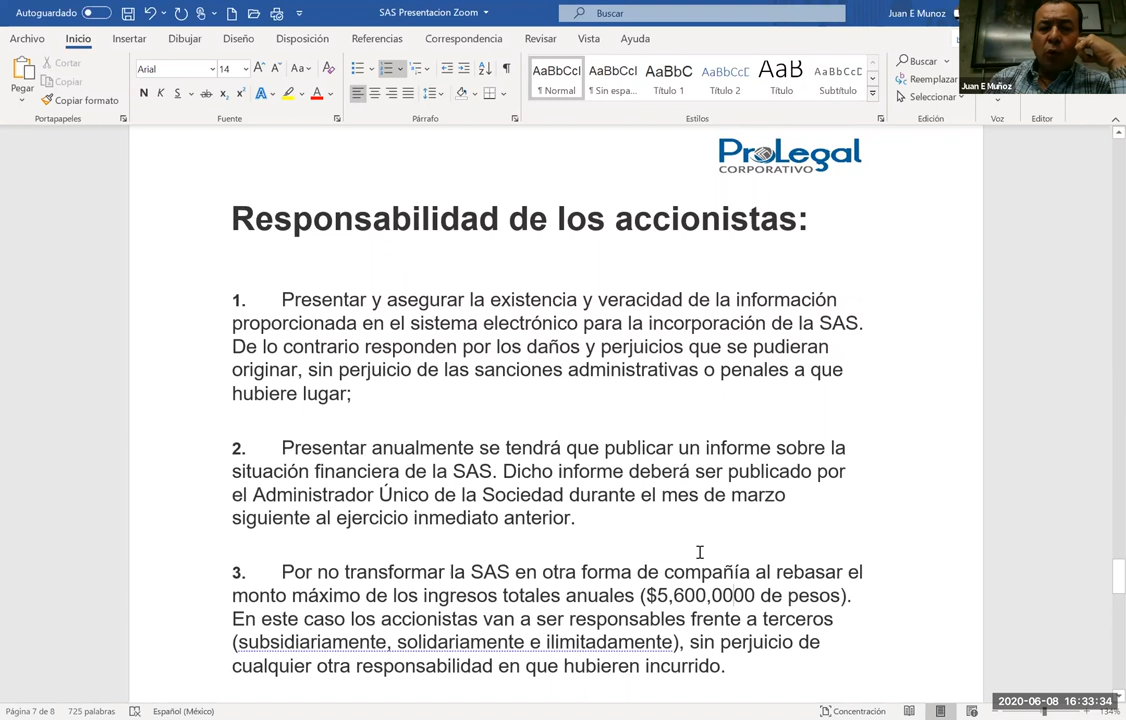 Autoguardado
SAS Presentacion Zoom
Buscar
Juan E Munoz
Archivo Inicio Insertar Dibujar Diseño Disposición Referencias Correspondencia Revisar Vista Ayuda
Pegar
Cortar
Copiar
Copiar formato
Portapapeles
Arial 14
Aa
N K S ab x₂ x² A A
Fuente
Párrafo
AaBbCcI AaBbCcI AaBbC AaBbCcE AaB AaBbCcD
¶ Normal ¶ Sin espa... Título 1 Título 2 Título Subtítulo
Estilos
Buscar
Reemplazar
Seleccionar
Edición
Voz
Editor
Juan E Muñoz
ProLegal
CORPORATIVO
Responsabilidad de los accionistas:
1. Presentar y asegurar la existencia y veracidad de la información
proporcionada en el sistema electrónico para la incorporación de la SAS.
De lo contrario responden por los daños y perjuicios que se pudieran
originar, sin perjuicio de las sanciones administrativas o penales a que
hubiere lugar;
2. Presentar anualmente se tendrá que publicar un informe sobre la
situación financiera de la SAS. Dicho informe deberá ser publicado por
el Administrador Único de la Sociedad durante el mes de marzo
siguiente al ejercicio inmediato anterior.
3. Por no transformar la SAS en otra forma de compañía al rebasar el
monto máximo de los ingresos totales anuales ($5,600,0000 de pesos).
En este caso los accionistas van a ser responsables frente a terceros
(subsidiariamente, solidariamente e ilimitadamente), sin perjuicio de
cualquier otra responsabilidad en que hubieren incurrido.
Página 7 de 8 725 palabras Español (México)
Concentración
2020-06-08 16:33:34
134%